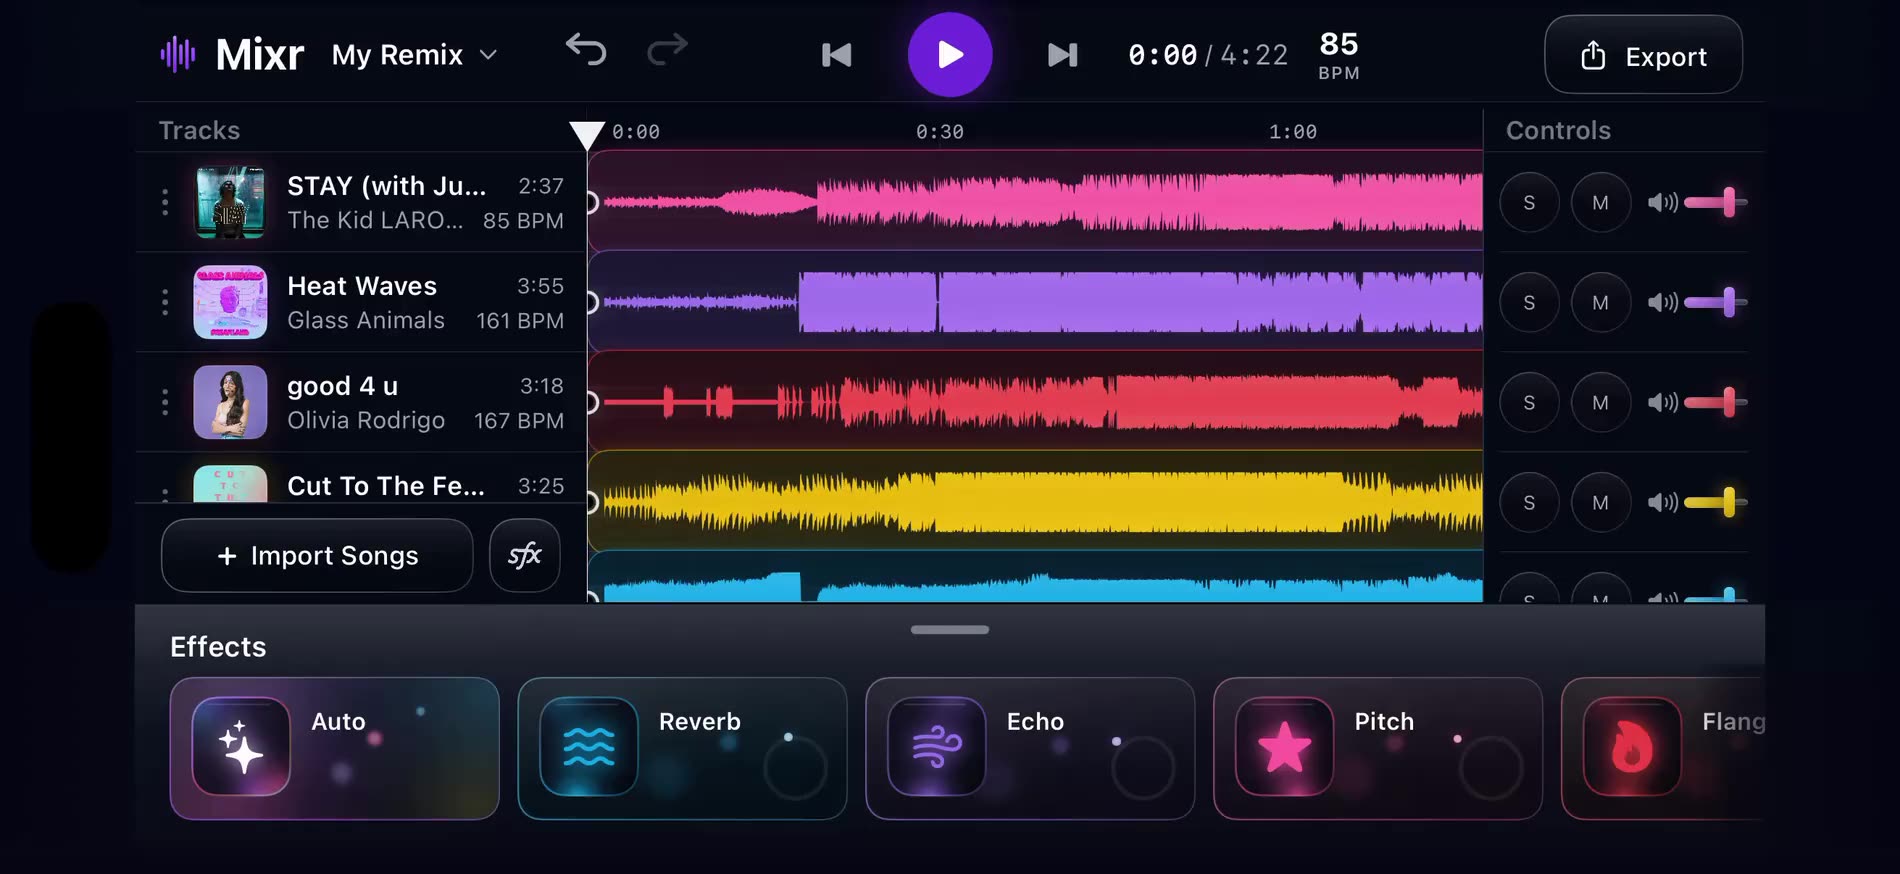 Mixr
My Remix
0:00 / 4:22
85
BPM
Export
Tracks
0:00
0:30
1:00
Controls
STAY (with Ju...
2:37
The Kid LARO...
85 BPM
S
M
Heat Waves
3:55
Glass Animals
161 BPM
S
M
good 4 u
3:18
Olivia Rodrigo
167 BPM
S
M
Cut To The Fe...
3:25
S
M
+ Import Songs
sfx
S
M
Effects
Auto
Reverb
Echo
Pitch
Flang